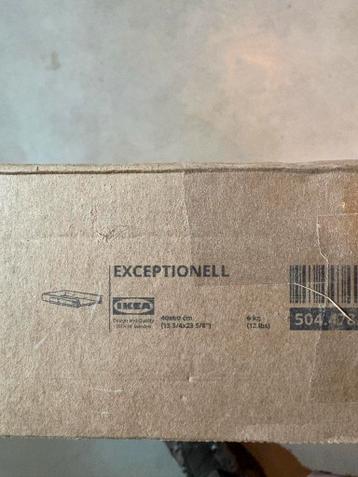 EXCEPTIONELL
IKEA
Design and Quality
IKEA of Sweden
40x60 cm
(15 3/4x23 5/8")
6 kg
(12 lbs)
504.478